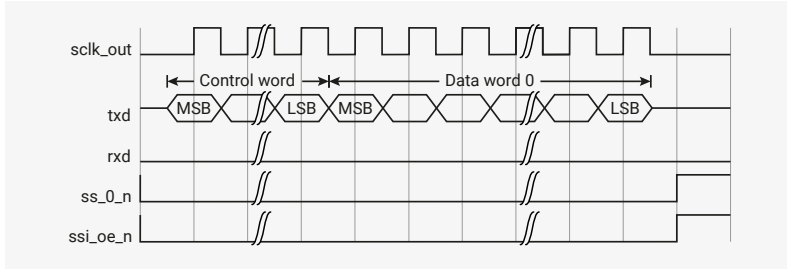 sclk_out
Control word Data word 0
txd MSB LSB MSB LSB
rxd
ss_0_n
ssi_oe_n